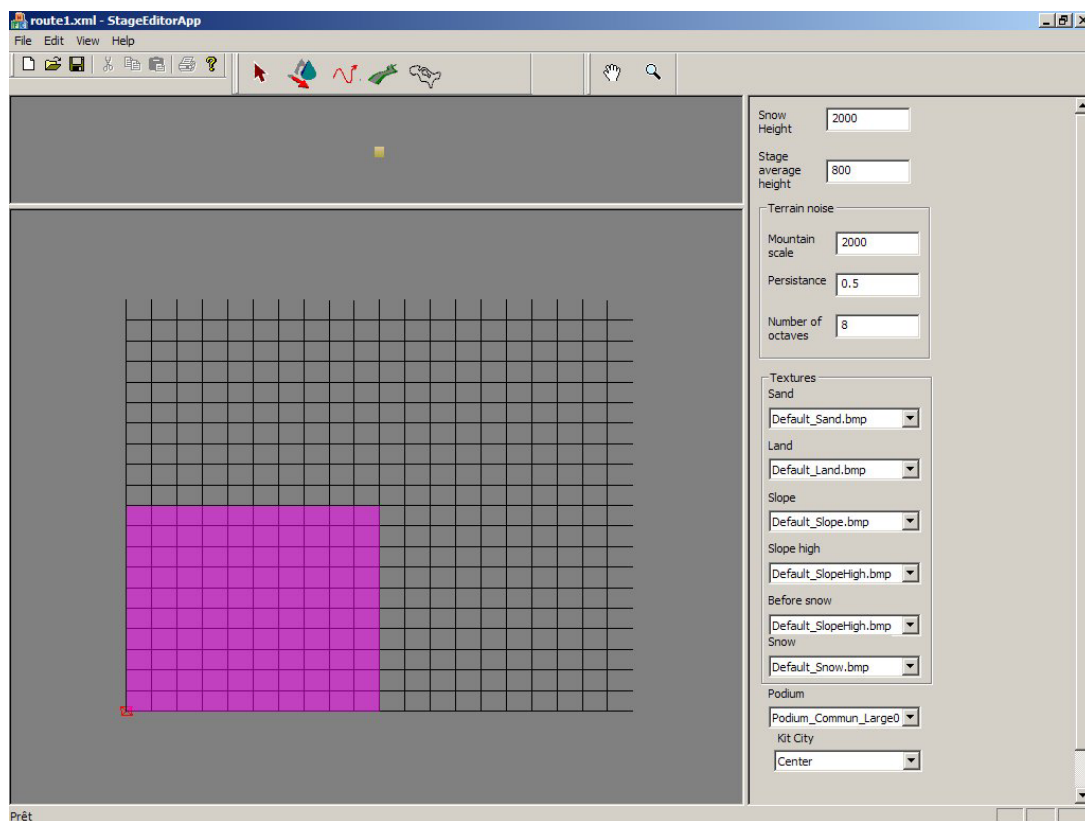 route1.xml - StageEditorApp
File Edit View Help
Snow
Height
2000
Stage
average
height
800
Terrain noise
Mountain
scale
2000
Persistance
0.5
Number of
octaves
8
Textures
Sand
Default_Sand.bmp
Land
Default_Land.bmp
Slope
Default_Slope.bmp
Slope high
Default_SlopeHigh.bmp
Before snow
Default_SlopeHigh.bmp
Snow
Default_Snow.bmp
Podium
Podium_Commun_Large0
Kit City
Center
Prêt